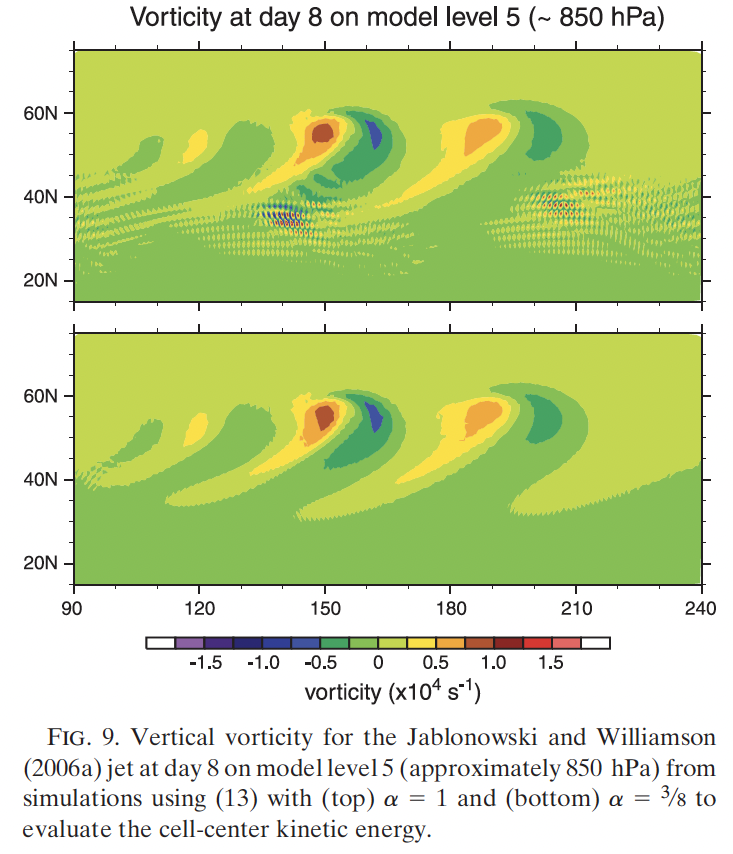 Vorticity at day 8 on model level 5 (~ 850 hPa)
60N
40N
20N
60N
40N
20N
90 120 150 180 210 240
-1.5 -1.0 -0.5 0 0.5 1.0 1.5
vorticity (x10⁴ s⁻¹)
FIG. 9. Vertical vorticity for the Jablonowski and Williamson
(2006a) jet at day 8 on model level 5 (approximately 850 hPa) from
simulations using (13) with (top) α = 1 and (bottom) α = ³/₈ to
evaluate the cell-center kinetic energy.